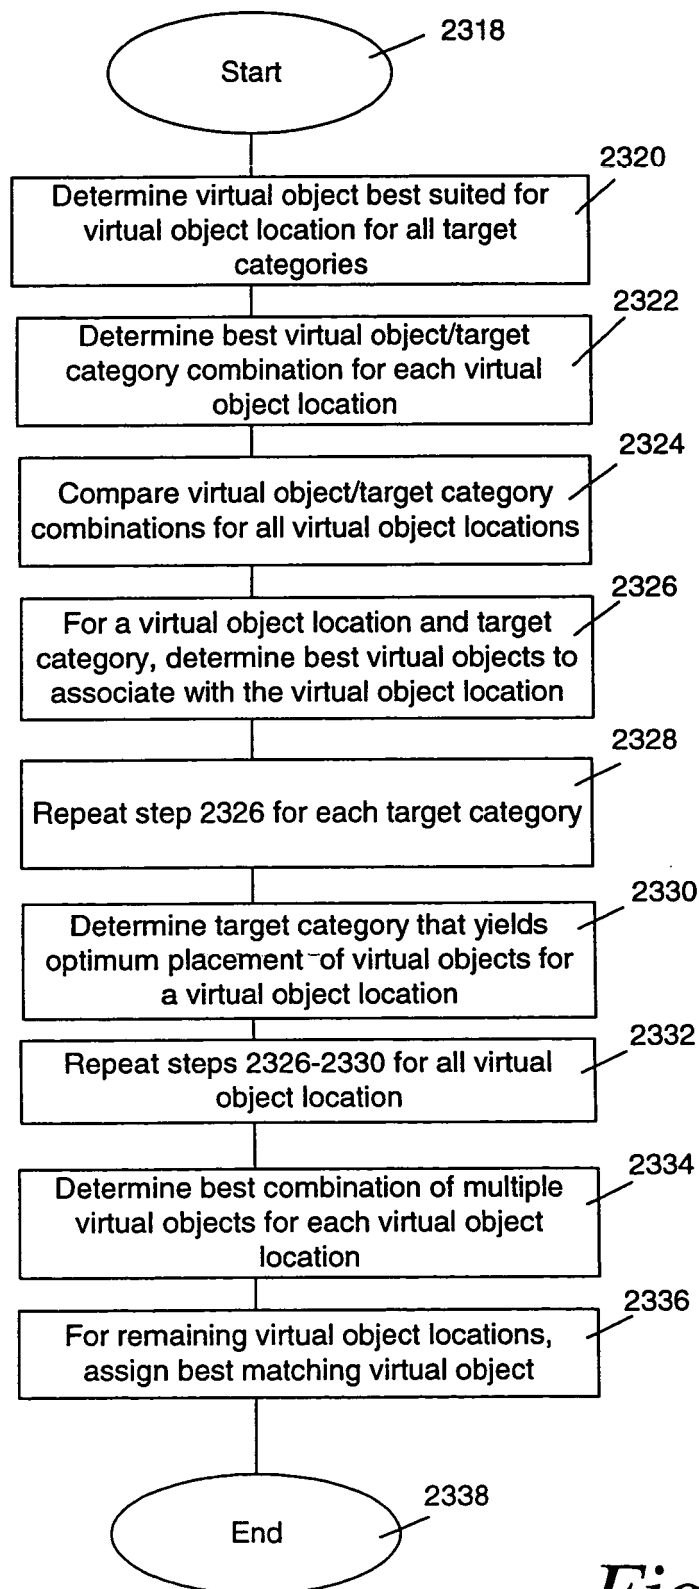 2318
Start
2320
Determine virtual object best suited for
virtual object location for all target
categories
2322
Determine best virtual object/target
category combination for each virtual
object location
2324
Compare virtual object/target category
combinations for all virtual object locations
2326
For a virtual object location and target
category, determine best virtual objects to
associate with the virtual object location
2328
Repeat step 2326 for each target category
2330
Determine target category that yields
optimum placement of virtual objects for
a virtual object location
2332
Repeat steps 2326-2330 for all virtual
object location
2334
Determine best combination of multiple
virtual objects for each virtual object
location
2336
For remaining virtual object locations,
assign best matching virtual object
2338
End